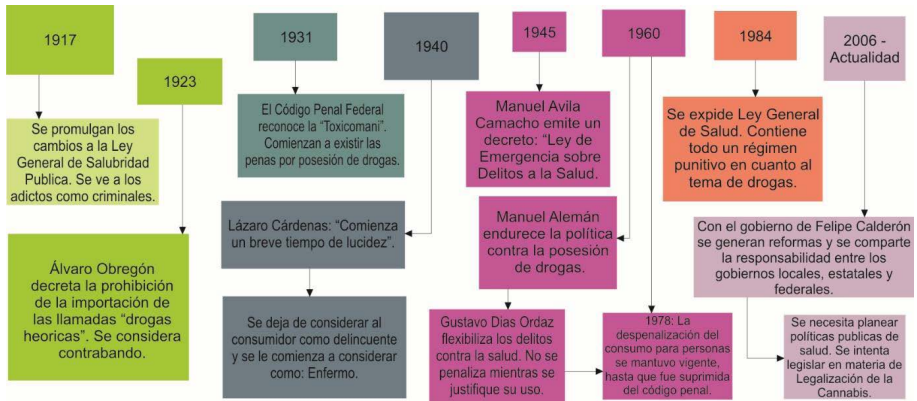 1917
Se promulgan los
cambios a la Ley
General de Salubridad
Publica. Se ve a los
adictos como criminales.
1923
Álvaro Obregón
decreta la prohibición
de la importación de
las llamadas “drogas
heoricas”. Se considera
contrabando.
1931
El Código Penal Federal
reconoce la “Toxicomani”.
Comienzan a existir las
penas por posesión de drogas.
1940
Lázaro Cárdenas: “Comienza
un breve tiempo de lucidez”.
Se deja de considerar al
consumidor como delincuente
y se le comienza a considerar
como: Enfermo.
1945
Manuel Avila
Camacho emite un
decreto: “Ley de
Emergencia sobre
Delitos a la Salud.
1960
Manuel Alemán
endurece la política
contra la posesión
de drogas.
Gustavo Dias Ordaz
flexibiliza los delitos
contra la salud. No se
penaliza mientras se
justifique su uso.
1978: La
despenalización del
consumo para personas
se mantuvo vigente,
hasta que fue suprimida
del código penal.
1984
Se expide Ley General
de Salud. Contiene
todo un régimen
punitivo en cuanto al
tema de drogas.
2006 -
Actualidad
Con el gobierno de Felipe Calderón
se generan reformas y se comparte
la responsabilidad entre los
gobiernos locales, estatales y
federales.
Se necesita planear
políticas publicas de
salud. Se intenta
legislar en materia de
Legalización de la
Cannabis.